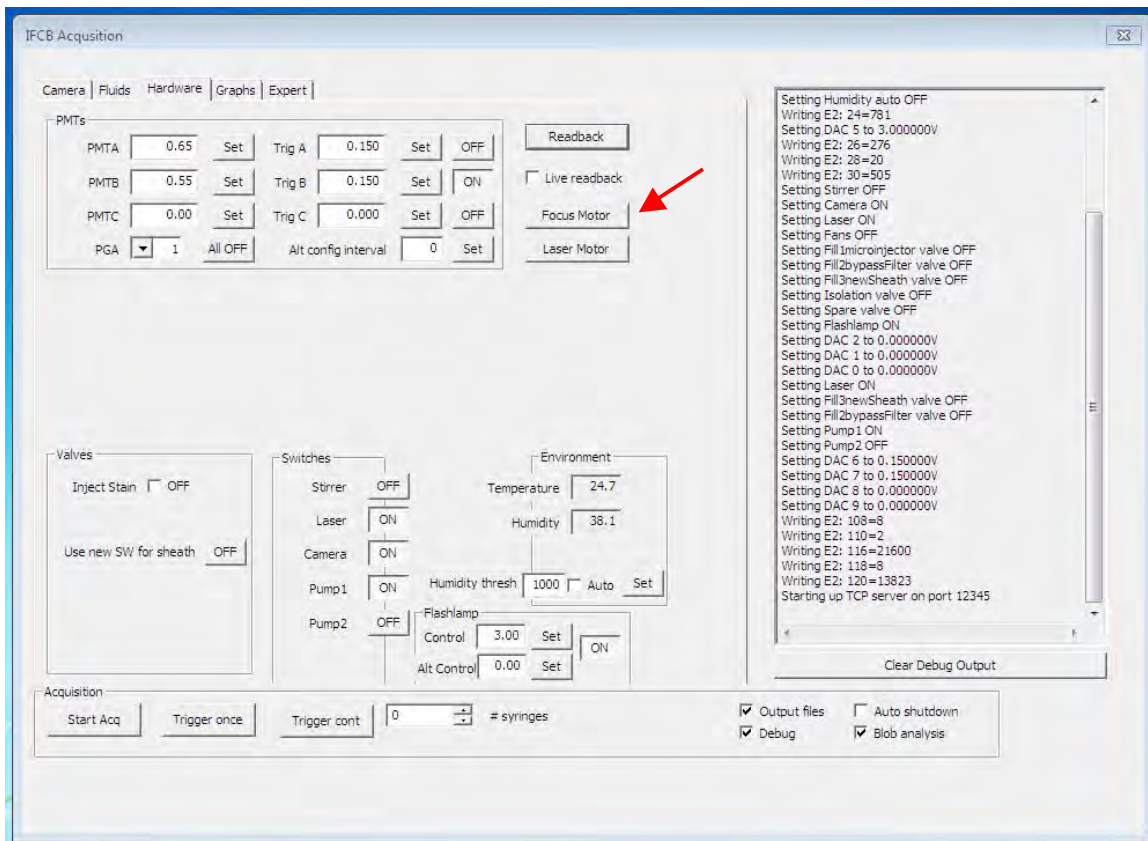 IFCB Acqusition
Camera | Fluids | Hardware | Graphs | Expert
PMTs
PMTA 0.65 Set Trig A 0.150 Set OFF
PMTB 0.55 Set Trig B 0.150 Set ON
PMTC 0.00 Set Trig C 0.000 Set OFF
PGA 1 All OFF Alt config interval 0 Set
Readback
Live readback
Focus Motor
Laser Motor
Valves
Inject Stain OFF
Use new SW for sheath OFF
Switches
Stirrer OFF
Laser ON
Camera ON
Pump1 ON
Pump2 OFF
Environment
Temperature 24.7
Humidity 38.1
Humidity thresh 1000 Auto Set
Flashlamp
Control 3.00 Set ON
Alt Control 0.00 Set
Setting Humidity auto OFF
Writing E2: 24=781
Setting DAC 5 to 3.000000V
Writing E2: 26=276
Writing E2: 28=20
Writing E2: 30=505
Setting Stirrer OFF
Setting Camera ON
Setting Laser ON
Setting Fans OFF
Setting Fill1microinjector valve OFF
Setting Fill2bypassFilter valve OFF
Setting Fill3newSheath valve OFF
Setting Isolation valve OFF
Setting Spare valve OFF
Setting Flashlamp ON
Setting DAC 2 to 0.000000V
Setting DAC 1 to 0.000000V
Setting DAC 0 to 0.000000V
Setting Laser ON
Setting Fill3newSheath valve OFF
Setting Fill2bypassFilter valve OFF
Setting Pump1 ON
Setting Pump2 OFF
Setting DAC 6 to 0.150000V
Setting DAC 7 to 0.150000V
Setting DAC 8 to 0.000000V
Setting DAC 9 to 0.000000V
Writing E2: 108=8
Writing E2: 110=2
Writing E2: 116=21600
Writing E2: 118=8
Writing E2: 120=13823
Starting up TCP server on port 12345
Clear Debug Output
Acquisition
Start Acq Trigger once Trigger cont 0 # syringes
Output files Auto shutdown
Debug Blob analysis